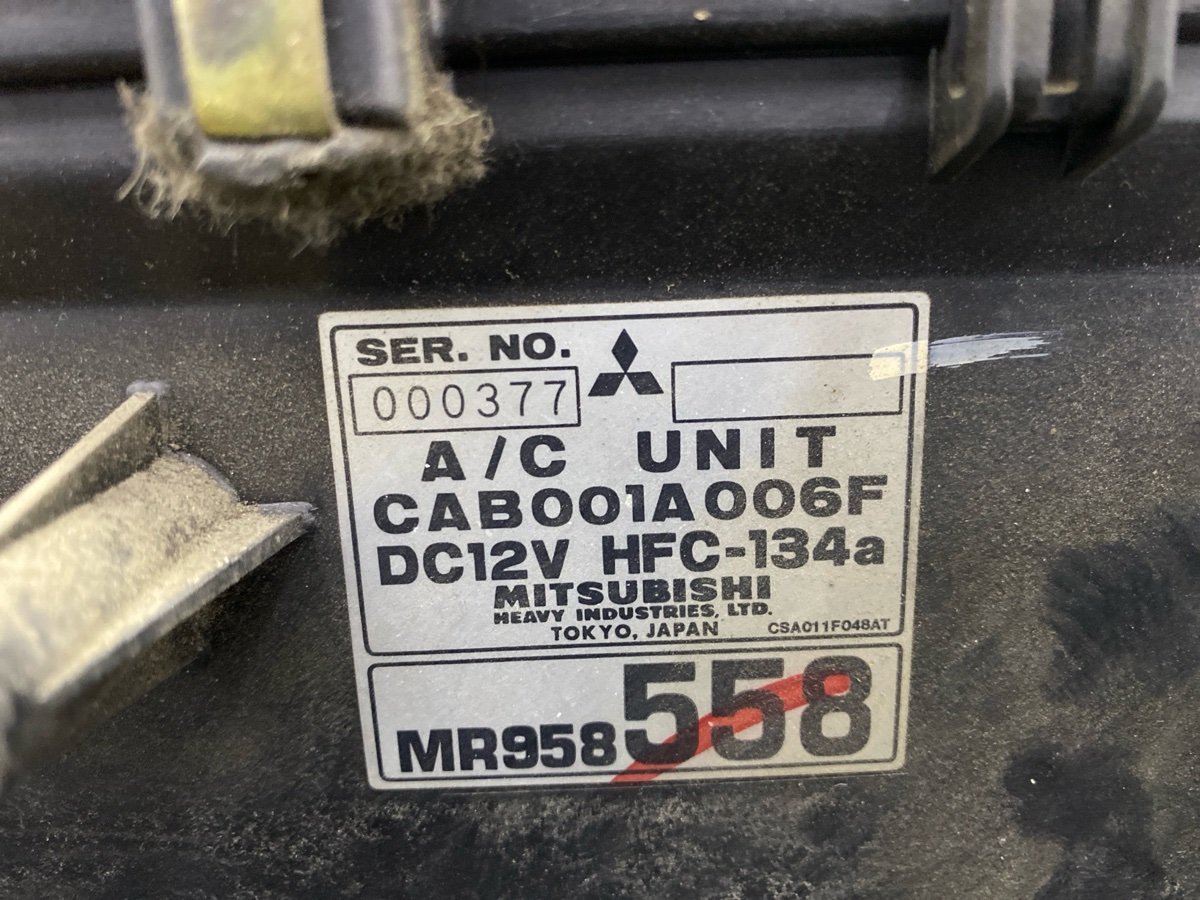 SER. NO.
000377
A/C UNIT
CAB001A006F
DC12V HFC-134a
MITSUBISHI
HEAVY INDUSTRIES, LTD.
TOKYO, JAPAN
CSA011F048AT
MR958558